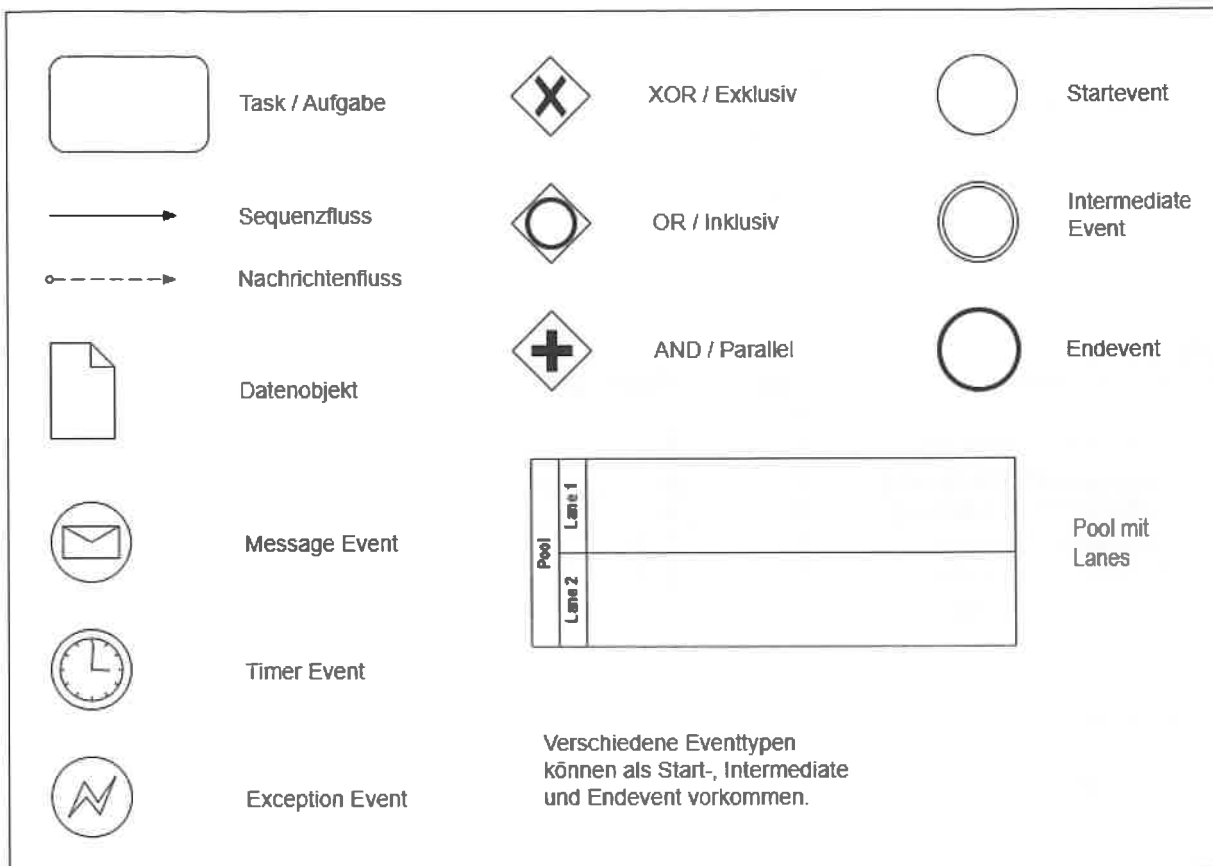 Task / Aufgabe
XOR / Exklusiv
Startevent
Sequenzfluss
OR / Inklusiv
Intermediate
Event
Nachrichtenfluss
AND / Parallel
Endevent
Datenobjekt
Pool
Lane 1
Lane 2
Pool mit
Lanes
Message Event
Timer Event
Exception Event
Verschiedene Eventtypen
können als Start-, Intermediate
und Endevent vorkommen.